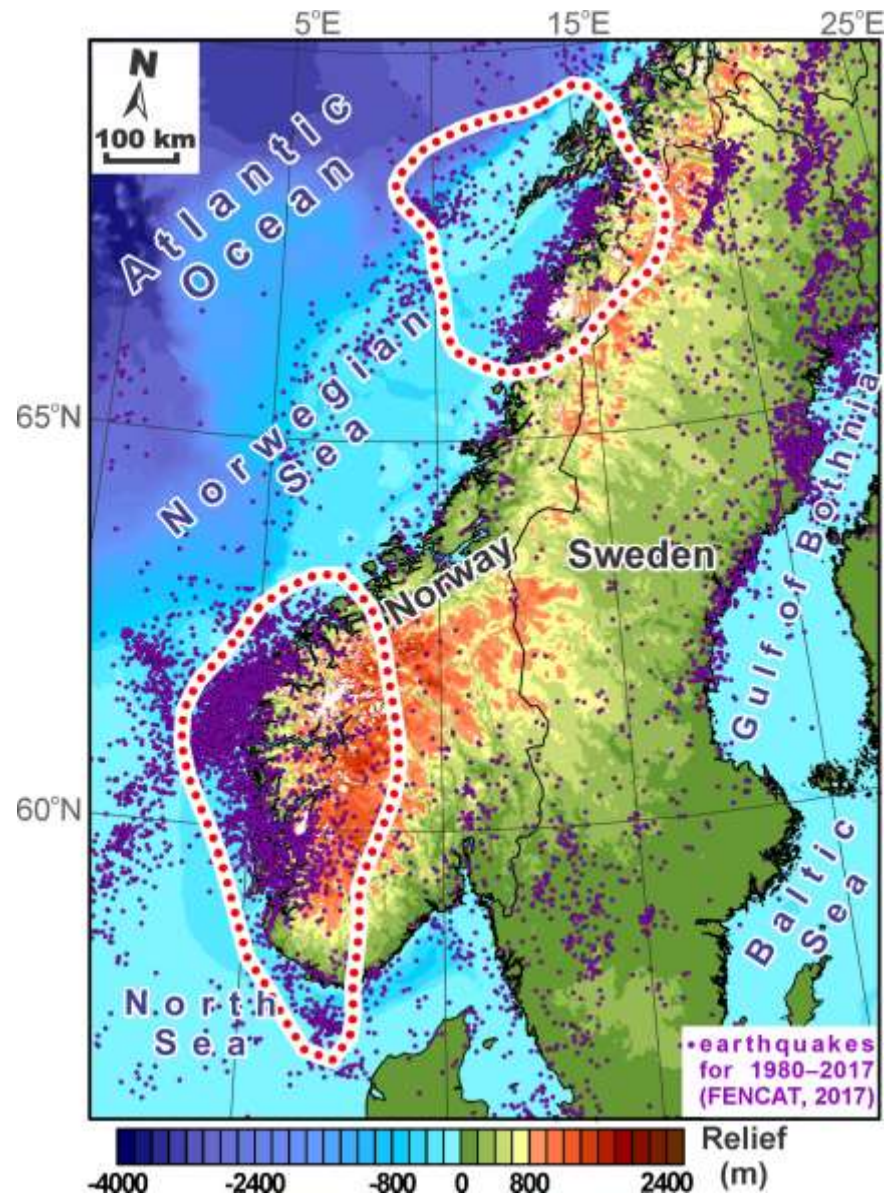 5°E 15°E 25°E
N
100 km
Atlantic
Ocean
Norwegian
Sea
65°N
Norway
Sweden
Gulf of Bothnia
60°N
Baltic
Sea
North
Sea
•earthquakes
for 1980–2017
(FENCAT, 2017)
Relief
(m)
-4000 -2400 -800 0 800 2400